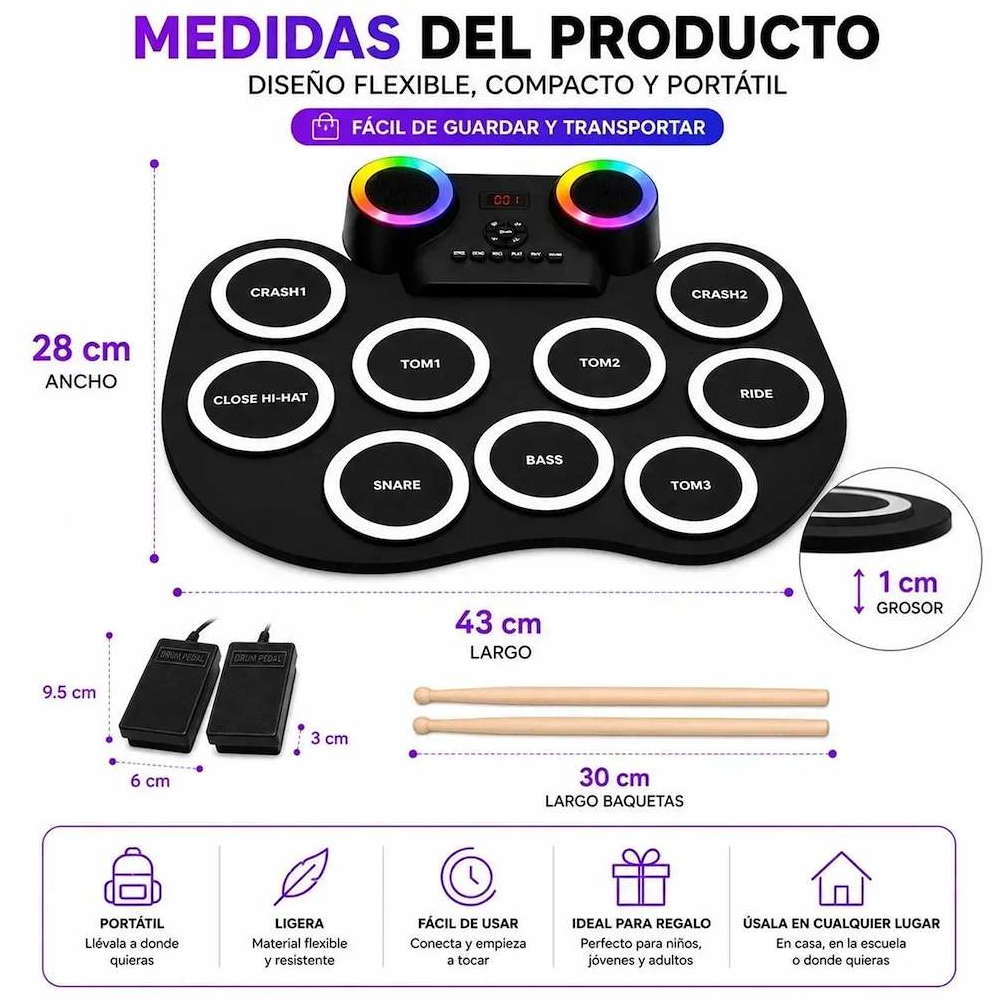 MEDIDAS DEL PRODUCTO
DISEÑO FLEXIBLE, COMPACTO Y PORTÁTIL
FÁCIL DE GUARDAR Y TRANSPORTAR
001
CRASH1
CRASH2
TOM1
TOM2
CLOSE HI-HAT
RIDE
SNARE
BASS
TOM3
28 cm
ANCHO
1 cm
GROSOR
43 cm
LARGO
DRUM PEDAL
DRUM PEDAL
9.5 cm
3 cm
6 cm
30 cm
LARGO BAQUETAS
PORTÁTIL
Llévala a donde
quieras
LIGERA
Material flexible
y resistente
FÁCIL DE USAR
Conecta y empieza
a tocar
IDEAL PARA REGALO
Perfecto para niños,
jóvenes y adultos
ÚSALA EN CUALQUIER LUGAR
En casa, en la escuela
o donde quieras